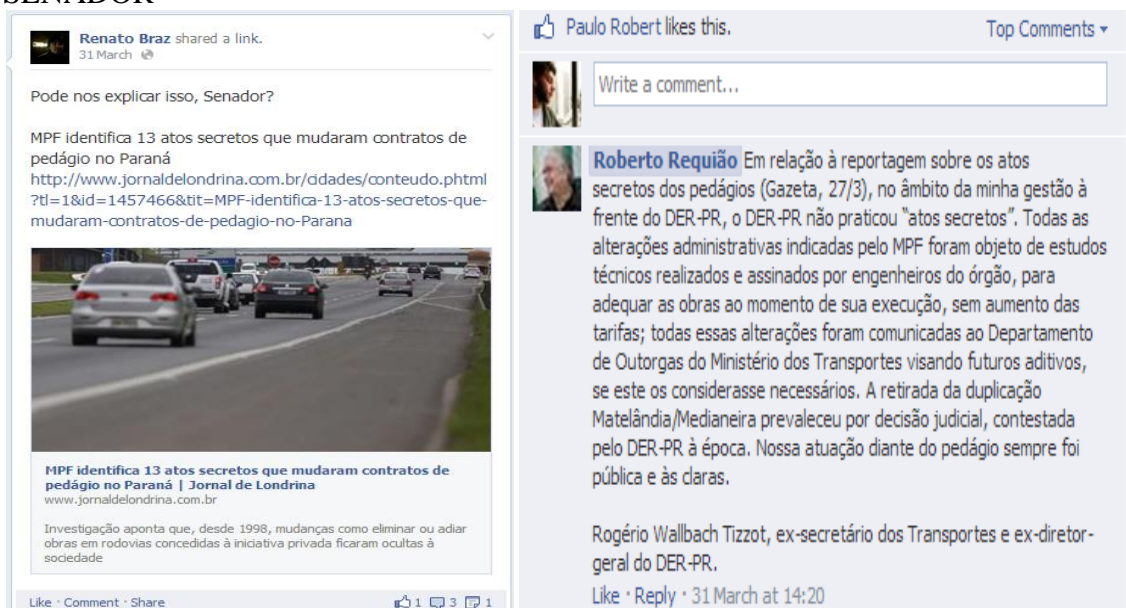 SENADOR
Renato Braz shared a link.
31 March
Pode nos explicar isso, Senador?
MPF identifica 13 atos secretos que mudaram contratos de
pedágio no Paraná
http://www.jornaldelondrina.com.br/cidades/conteudo.phtml
?tl=1&id=1457466&tit=MPF-identifica-13-atos-secretos-que-
mudaram-contratos-de-pedagio-no-Parana
MPF identifica 13 atos secretos que mudaram contratos de
pedágio no Paraná | Jornal de Londrina
www.jornaldelondrina.com.br
Investigação aponta que, desde 1998, mudanças como eliminar ou adiar
obras em rodovias concedidas à iniciativa privada ficaram ocultas à
sociedade
Like · Comment · Share 1 3 1
Paulo Robert likes this. Top Comments
Write a comment...
Roberto Requião Em relação à reportagem sobre os atos
secretos dos pedágios (Gazeta, 27/3), no âmbito da minha gestão à
frente do DER-PR, o DER-PR não praticou “atos secretos”. Todas as
alterações administrativas indicadas pelo MPF foram objeto de estudos
técnicos realizados e assinados por engenheiros do órgão, para
adequar as obras ao momento de sua execução, sem aumento das
tarifas; todas essas alterações foram comunicadas ao Departamento
de Outorgas do Ministério dos Transportes visando futuros aditivos,
se este os considerasse necessários. A retirada da duplicação
Matelândia/Medianeira prevaleceu por decisão judicial, contestada
pelo DER-PR à época. Nossa atuação diante do pedágio sempre foi
pública e às claras.
Rogério Wallbach Tizzot, ex-secretário dos Transportes e ex-diretor-
geral do DER-PR.
Like · Reply · 31 March at 14:20